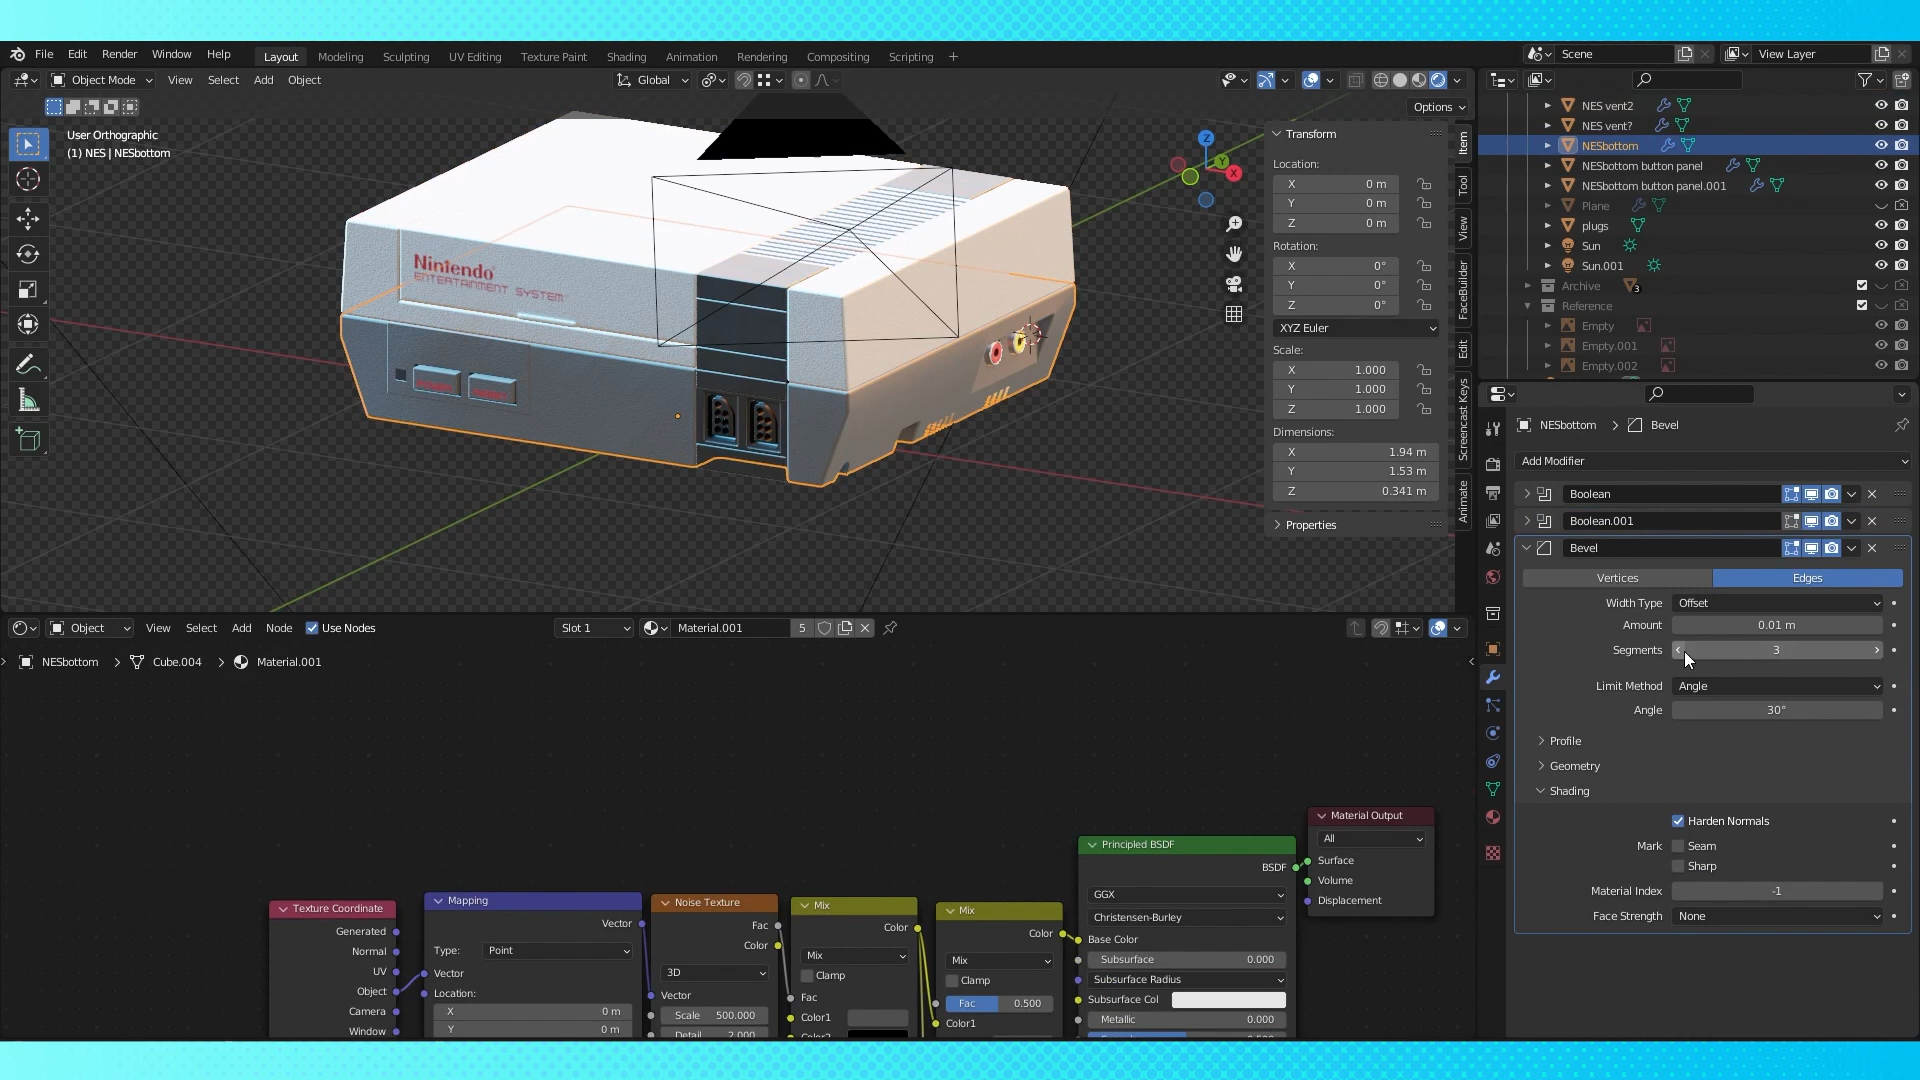 File Edit Render Window Help Layout Modeling Sculpting UV Editing Texture Paint Shading Animation Rendering Compositing Scripting + Scene View Layer
Object Mode View Select Add Object Global
Options
User Orthographic
(1) NES | NESbottom
Nintendo
ENTERTAINMENT SYSTEM
Z
Y
X
Transform
Location:
X 0 m
Y 0 m
Z 0 m
Rotation:
X 0°
Y 0°
Z 0°
XYZ Euler
Scale:
X 1.000
Y 1.000
Z 1.000
Dimensions:
X 1.94 m
Y 1.53 m
Z 0.341 m
Properties
Item
Tool
View
FaceBuilder
Edit
Screencast Keys
Animate
NES vent2
NES vent?
NESbottom
NESbottom button panel
NESbottom button panel.001
Plane
plugs
Sun
Sun.001
Archive 3
Reference
Empty
Empty.001
Empty.002
NESbottom > Bevel
Add Modifier
Boolean
Boolean.001
Bevel
Vertices Edges
Width Type Offset
Amount 0.01 m
Segments 3
Limit Method Angle
Angle 30°
Profile
Geometry
Shading
Harden Normals
Mark Seam
Sharp
Material Index -1
Face Strength None
Object View Select Add Node Use Nodes Slot 1 Material.001 5
NESbottom > Cube.004 > Material.001
Texture Coordinate
Generated
Normal
UV
Object
Camera
Window
Mapping
Vector
Type: Point
Vector
Location:
X 0 m
Y 0 m
Noise Texture
Fac
Color
3D
Vector
Scale 500.000
Detail 2.000
Mix
Color
Mix
Clamp
Fac
Color1
Color2
Mix
Color
Mix
Clamp
Fac 0.500
Color1
Principled BSDF
BSDF
GGX
Christensen-Burley
Base Color
Subsurface 0.000
Subsurface Radius
Subsurface Col
Metallic 0.000
Material Output
All
Surface
Volume
Displacement